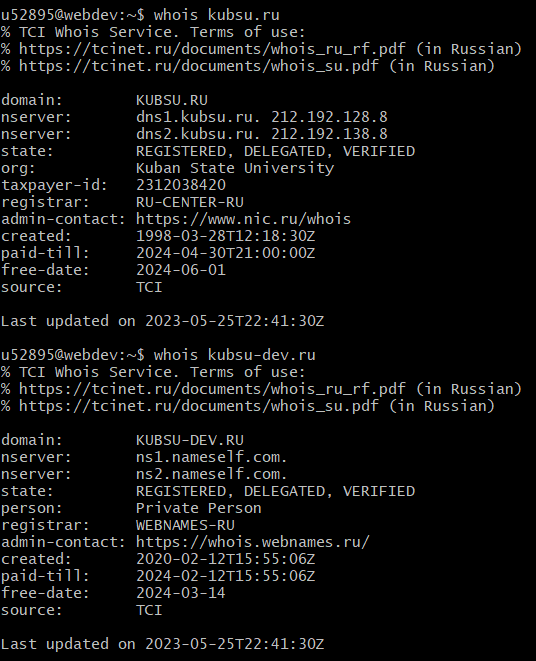 u52895@webdev:~$ whois kubsu.ru
% TCI Whois Service. Terms of use:
% https://tcinet.ru/documents/whois_ru_rf.pdf (in Russian)
% https://tcinet.ru/documents/whois_su.pdf (in Russian)

domain:        KUBSU.RU
nserver:       dns1.kubsu.ru. 212.192.128.8
nserver:       dns2.kubsu.ru. 212.192.138.8
state:         REGISTERED, DELEGATED, VERIFIED
org:           Kuban State University
taxpayer-id:   2312038420
registrar:     RU-CENTER-RU
admin-contact: https://www.nic.ru/whois
created:       1998-03-28T12:18:30Z
paid-till:     2024-04-30T21:00:00Z
free-date:     2024-06-01
source:        TCI

Last updated on 2023-05-25T22:41:30Z

u52895@webdev:~$ whois kubsu-dev.ru
% TCI Whois Service. Terms of use:
% https://tcinet.ru/documents/whois_ru_rf.pdf (in Russian)
% https://tcinet.ru/documents/whois_su.pdf (in Russian)

domain:        KUBSU-DEV.RU
nserver:       ns1.nameself.com.
nserver:       ns2.nameself.com.
state:         REGISTERED, DELEGATED, VERIFIED
person:        Private Person
registrar:     WEBNAMES-RU
admin-contact: https://whois.webnames.ru/
created:       2020-02-12T15:55:06Z
paid-till:     2024-02-12T15:55:06Z
free-date:     2024-03-14
source:        TCI

Last updated on 2023-05-25T22:41:30Z